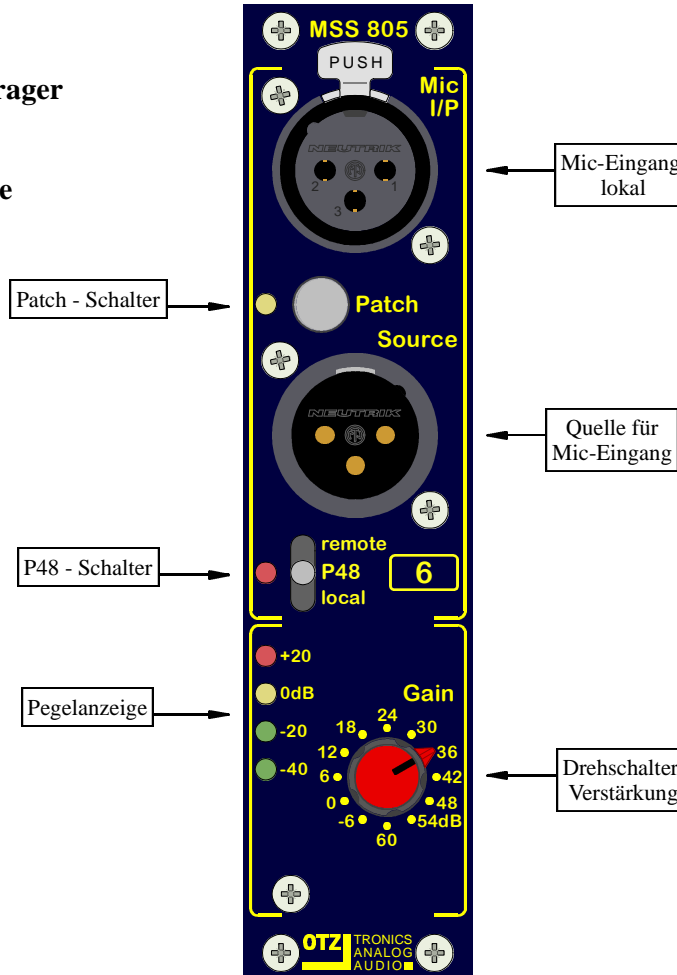 MSS 805
PUSH
rager
Mic
I/P
e
NEUTRIK
2
1
3
Mic-Eingang
lokal
Patch - Schalter
Patch
Source
NEUTRIK
Quelle für
Mic-Eingang
remote
P48 - Schalter
P48
6
local
+20
0dB
Gain
Pegelanzeige
-20
-40
24
18
30
12
36
6
42
0
48
-6
54dB
60
Drehschalter
Verstärkung
OTZ
TRONICS
ANALOG
AUDIO